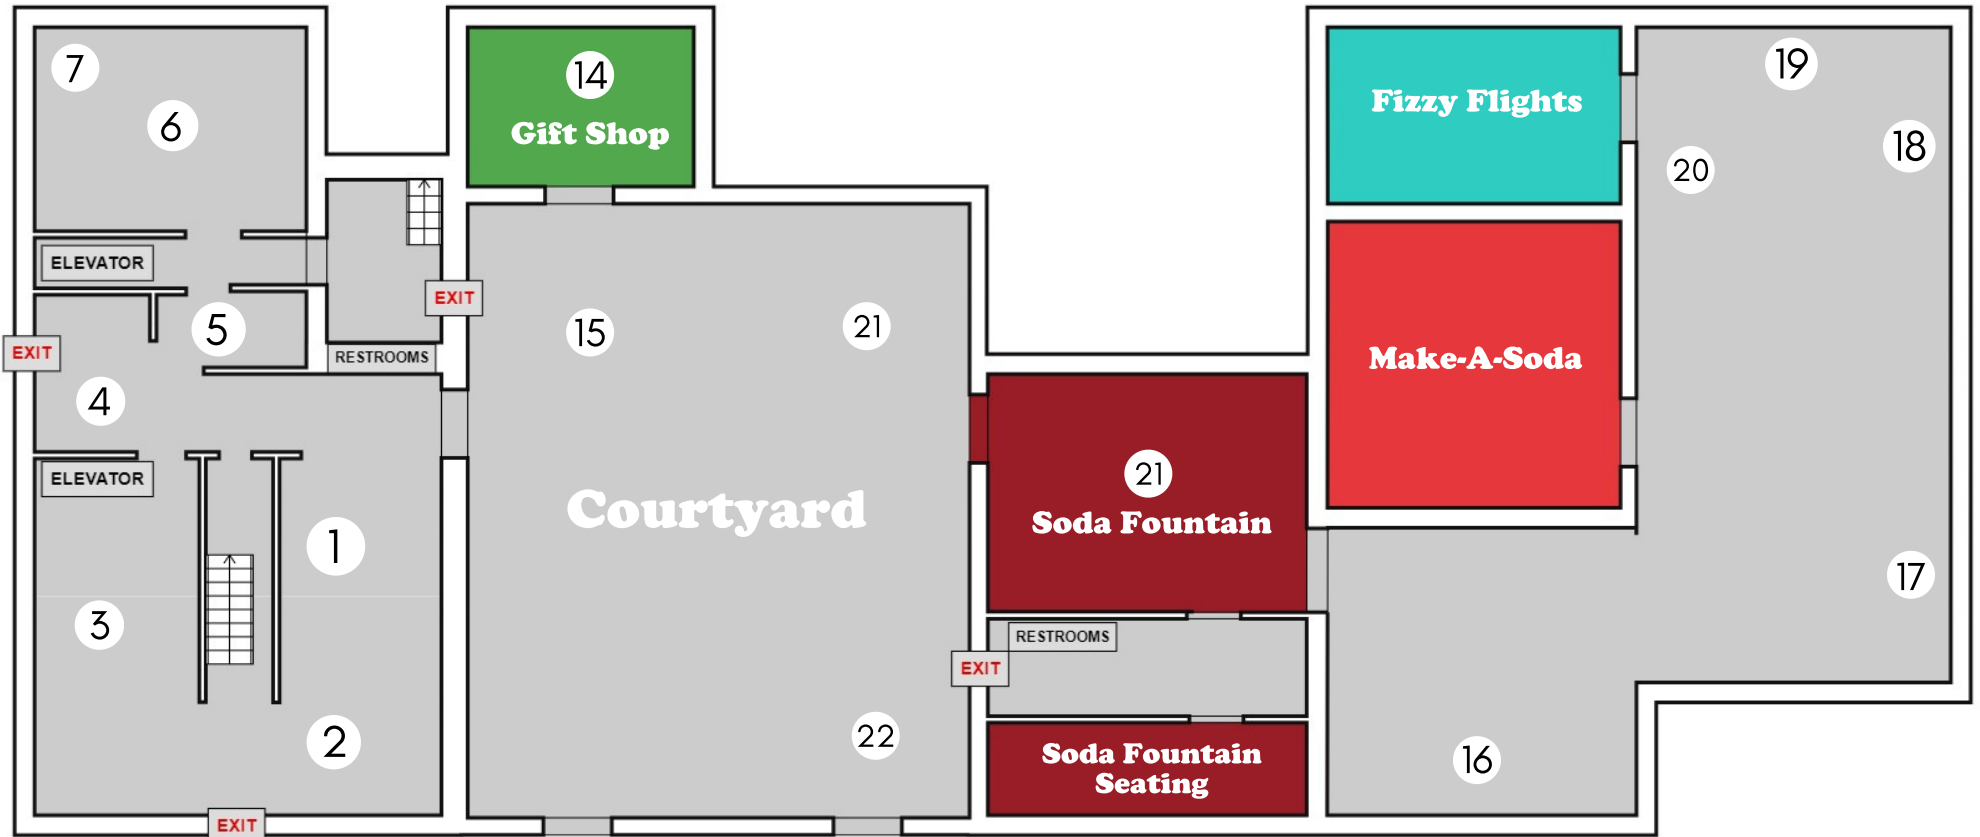 7
6
ELEVATOR
5
EXIT
4
ELEVATOR
1
3
2
EXIT
RESTROOMS
EXIT
14
Gift Shop
15
21
Courtyard
22
21
Soda Fountain
RESTROOMS
EXIT
Soda Fountain
Seating
Fizzy Flights
Make-A-Soda
19
18
20
17
16